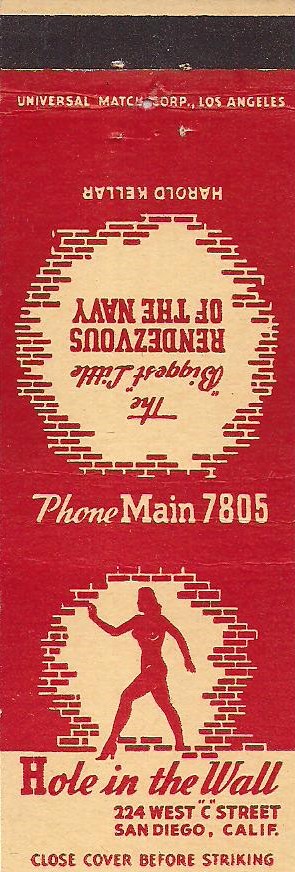 UNIVERSAL MATCH CORP., LOS ANGELES
HAROLD KELLAR
The
"Biggest Little"
RENDEZVOUS
OF THE NAVY
Phone Main 7805
Hole in the Wall
224 WEST "C" STREET
SAN DIEGO, CALIF.
CLOSE COVER BEFORE STRIKING